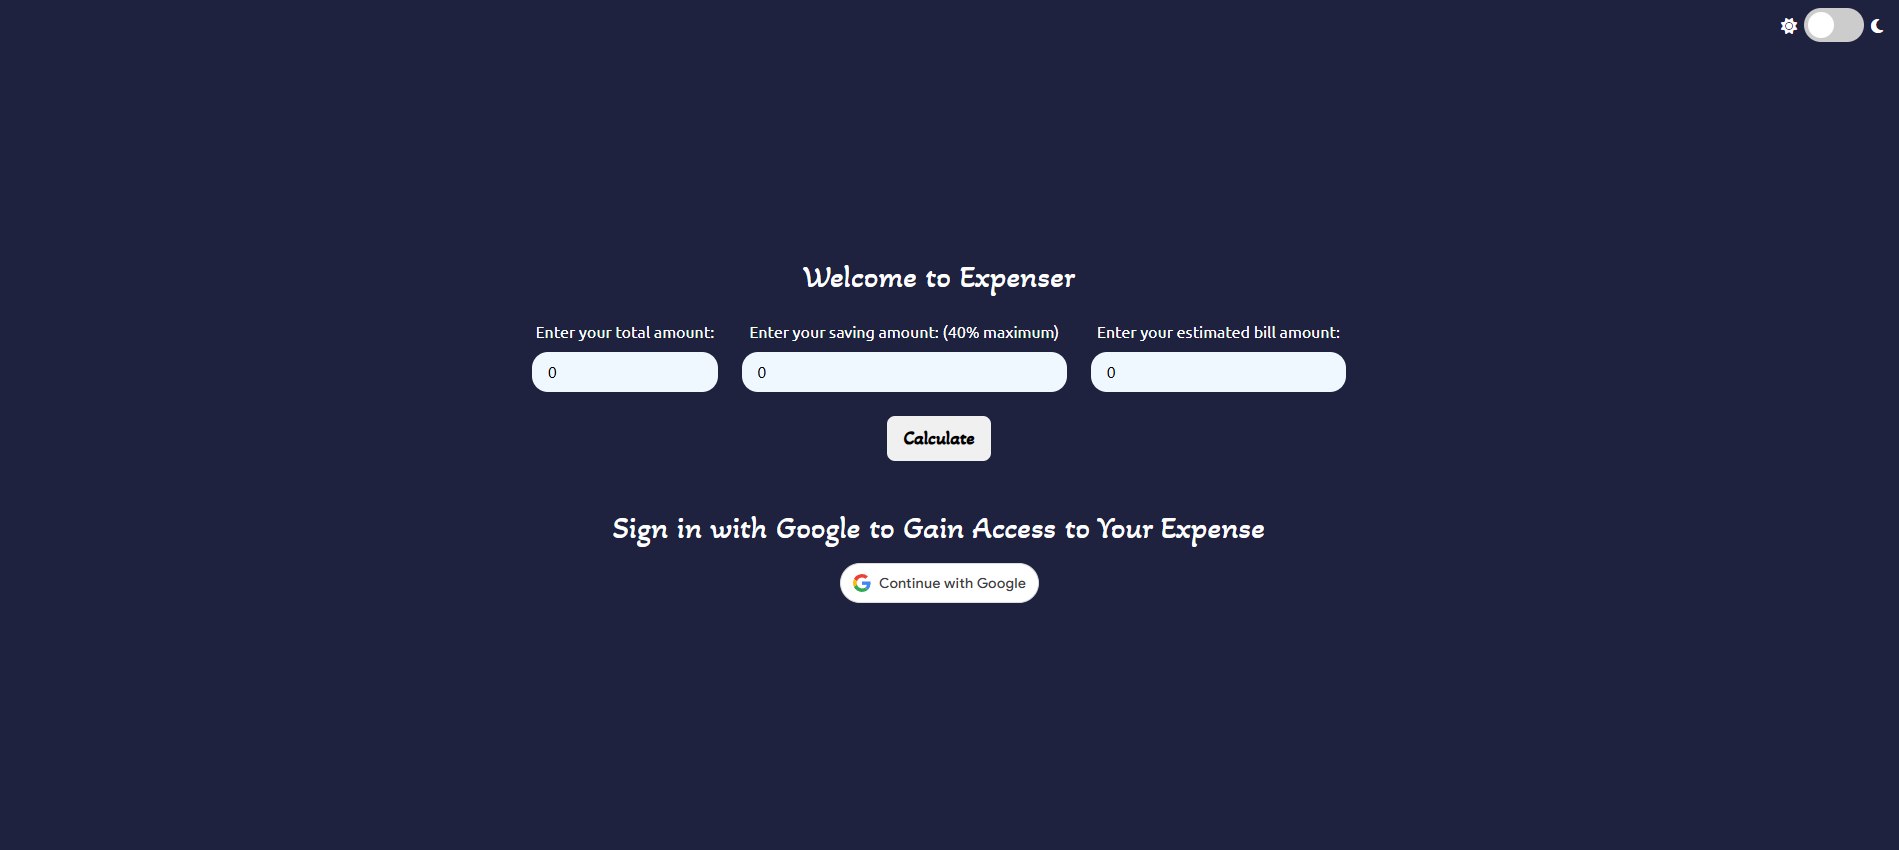 Welcome to Expenser
Enter your total amount: Enter your saving amount: (40% maximum) Enter your estimated bill amount:
0 0 0
Calculate
Sign in with Google to Gain Access to Your Expense
Continue with Google